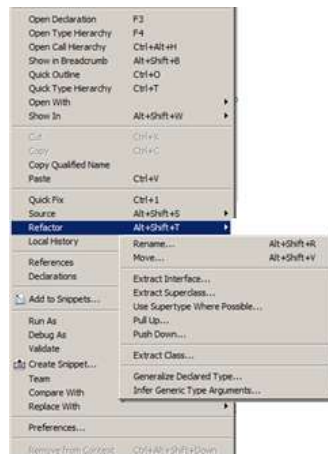 Open Declaration F3
Open Type Hierarchy F4
Open Call Hierarchy Ctrl+Alt+H
Show in Breadcrumb Alt+Shift+B
Quick Outline Ctrl+O
Quick Type Hierarchy Ctrl+T
Open With
Show In Alt+Shift+W
Cut Ctrl+X
Copy Ctrl+C
Copy Qualified Name
Paste Ctrl+V
Quick Fix Ctrl+1
Source Alt+Shift+S
Refactor Alt+Shift+T
Local History
References
Declarations
Add to Snippets...
Run As
Debug As
Validate
Create Snippet...
Team
Compare With
Replace With
Preferences...
Remove from Context Ctrl+Alt+Shift+Down
Rename... Alt+Shift+R
Move... Alt+Shift+V
Extract Interface...
Extract Superclass...
Use Supertype Where Possible...
Pull Up...
Push Down...
Extract Class...
Generalize Declared Type...
Infer Generic Type Arguments...